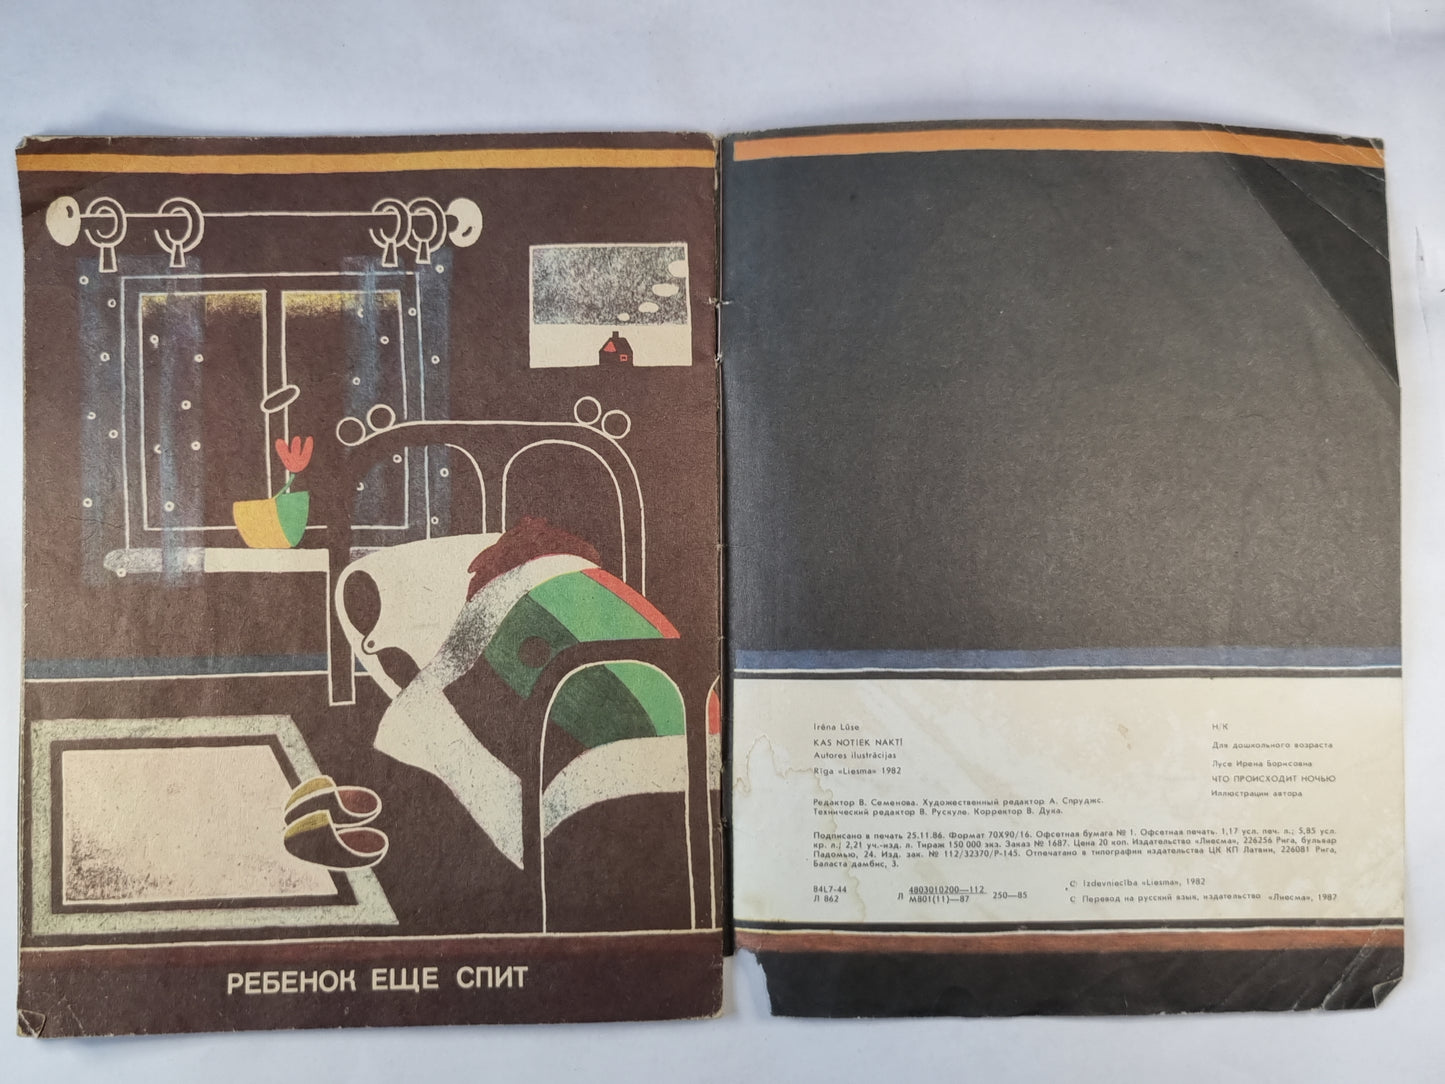 РЕБЕНОК ЕЩЕ СПИТ
Irēna Lūse
KAS NOTIEK NAKTĪ
Autores ilustrācijas
Rīga «Liesma» 1982
Н/К
Для дошкольного возраста
Лусе Ирена Борисовна
ЧТО ПРОИСХОДИТ НОЧЬЮ
Иллюстрации автора
Редактор В. Семенова. Художественный редактор А. Спруджс.
Технический редактор В. Рускуле. Корректор В. Дука.
Подписано в печать 25.11.86. Формат 70X90/16. Офсетная бумага № 1. Офсетная печать. 1,17 усл. печ. л.; 5,85 усл.
кр. л.; 2,21 уч.-изд. л. Тираж 150 000 экз. Заказ № 1687. Цена 20 коп. Издательство «Лиесма», 226256 Рига, бульвар
Падомью, 24. Изд. зак. № 112/32370/Р-145. Отпечатано в типографии издательства ЦК КП Латвии, 226081 Рига,
Баласта дамбис, 3.
84L7-44
Л 862
Л 4803010200—112 250—85
М801(11)—87
© Izdevniecība «Liesma», 1982
© Перевод на русский язык, издательство «Лиесма», 1987